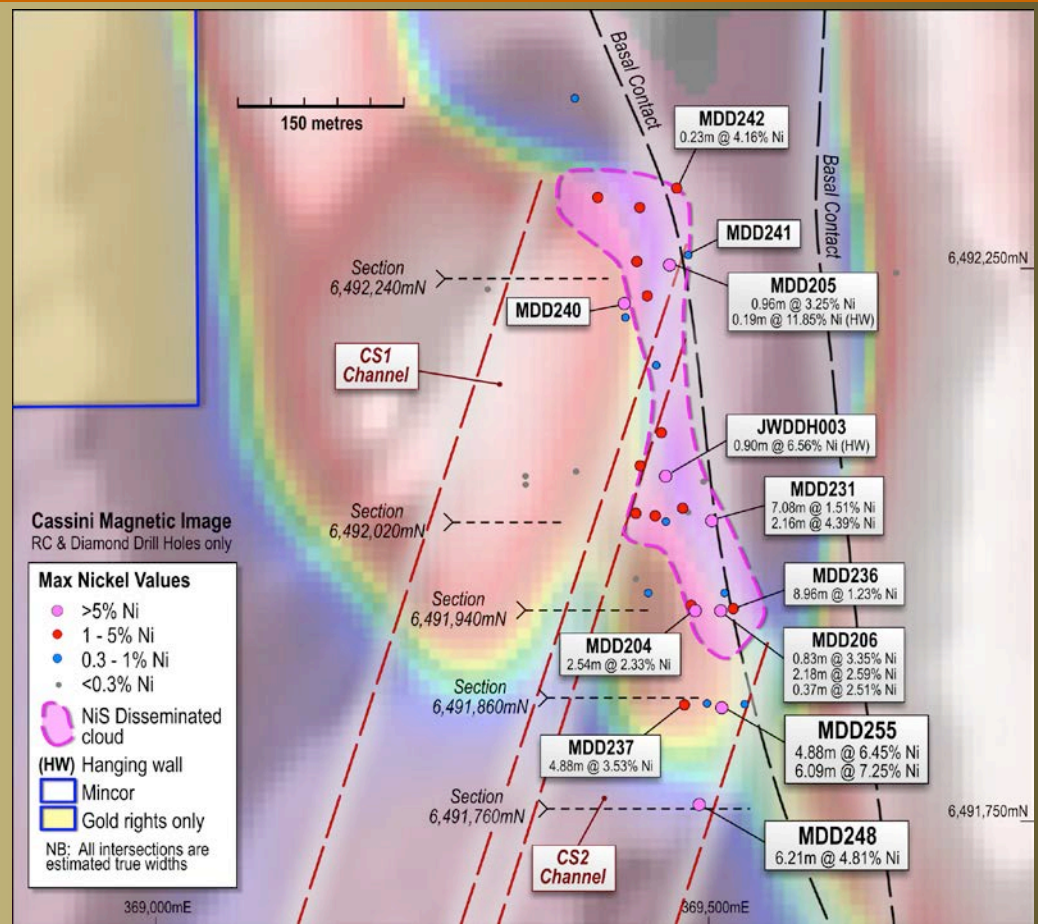 Basal Contact
Basal Contact
150 metres
MDD242
0.23m @ 4.16% Ni
MDD241
6,492,250mN
Section
6,492,240mN
MDD205
0.96m @ 3.25% Ni
0.19m @ 11.85% Ni (HW)
MDD240
CS1
Channel
JWDDH003
0.90m @ 6.56% Ni (HW)
MDD231
7.08m @ 1.51% Ni
2.16m @ 4.39% Ni
Section
6,492,020mN
Cassini Magnetic Image
RC & Diamond Drill Holes only
Max Nickel Values
>5% Ni
1 - 5% Ni
0.3 - 1% Ni
<0.3% Ni
NiS Disseminated
cloud
(HW) Hanging wall
Mincor
Gold rights only
NB: All intersections are
estimated true widths
Section
6,491,940mN
MDD236
8.96m @ 1.23% Ni
MDD204
2.54m @ 2.33% Ni
MDD206
0.83m @ 3.35% Ni
2.18m @ 2.59% Ni
0.37m @ 2.51% Ni
Section
6,491,860mN
MDD237
4.88m @ 3.53% Ni
MDD255
4.88m @ 6.45% Ni
6.09m @ 7.25% Ni
Section
6,491,760mN
6,491,750mN
MDD248
6.21m @ 4.81% Ni
CS2
Channel
369,000mE
369,500mE